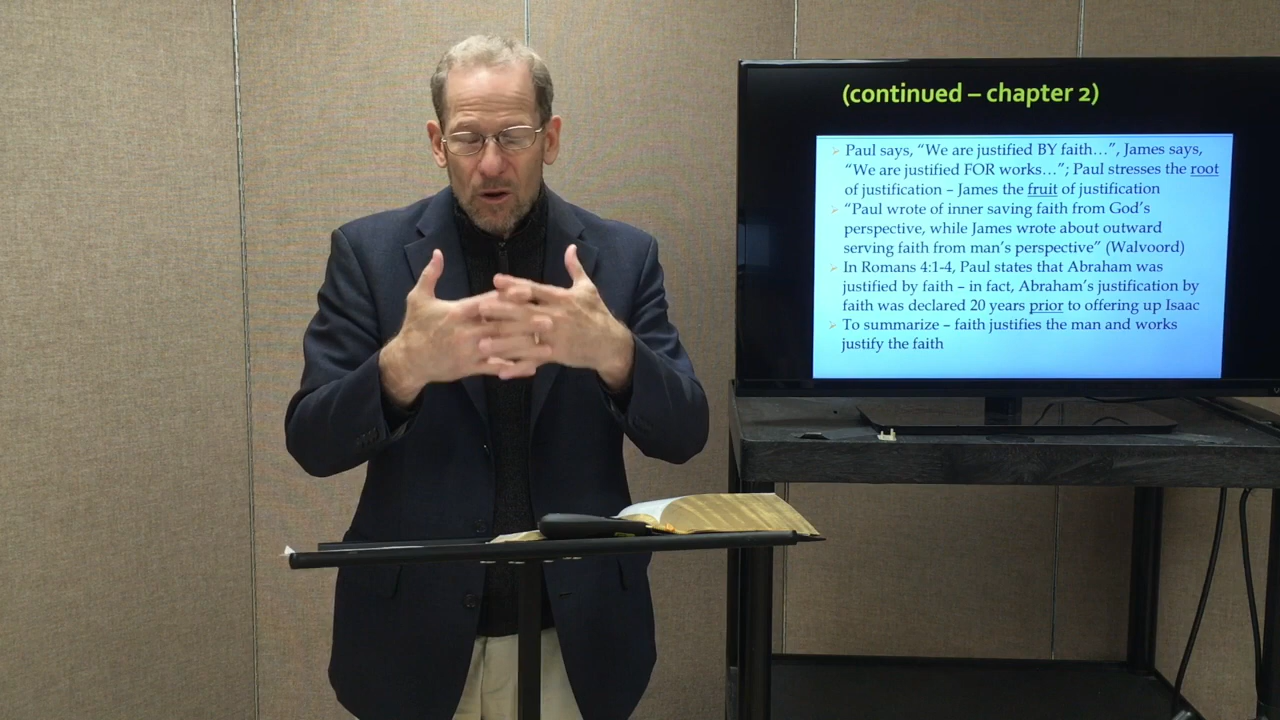 (continued – chapter 2)
Paul says, “We are justified BY faith…”, James says,
“We are justified FOR works…”; Paul stresses the root
of justification – James the fruit of justification
“Paul wrote of inner saving faith from God’s
perspective, while James wrote about outward
serving faith from man’s perspective” (Walvoord)
In Romans 4:1-4, Paul states that Abraham was
justified by faith – in fact, Abraham’s justification by
faith was declared 20 years prior to offering up Isaac
To summarize – faith justifies the man and works
justify the faith